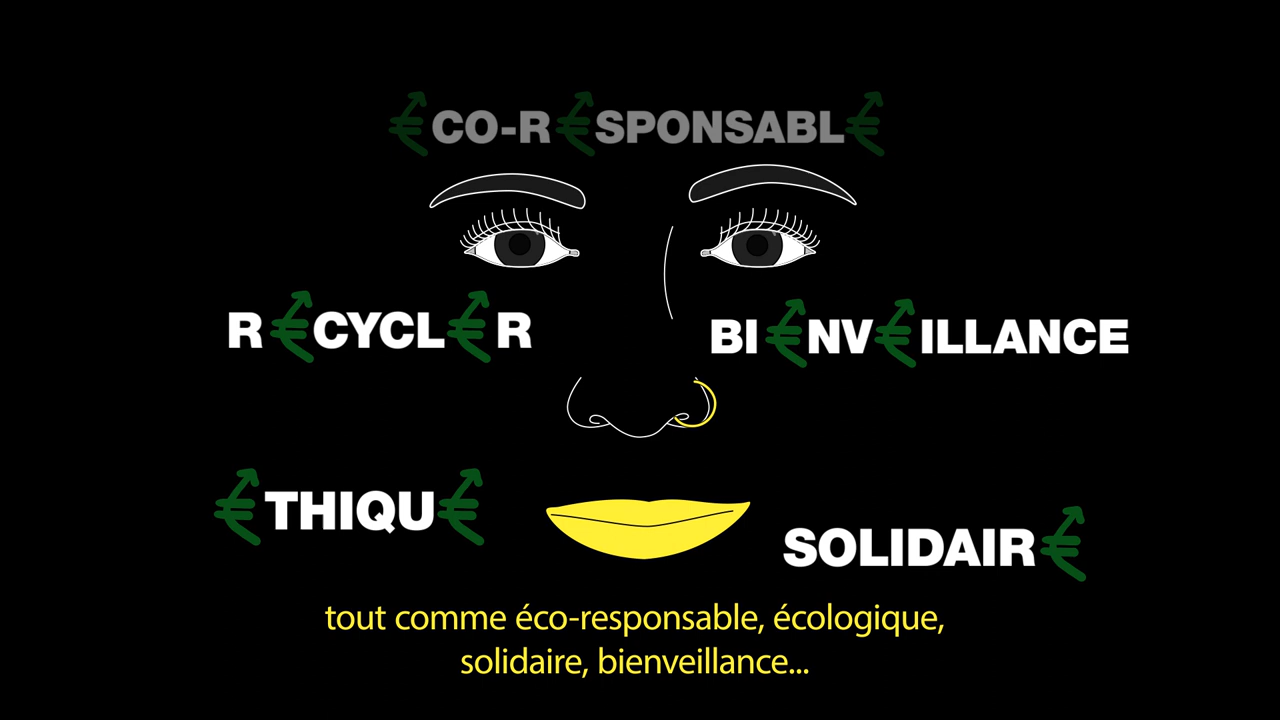 €CO-R€SPONSABL€
R€CYCL€R
BI€NV€ILLANCE
€THIQU€
SOLIDAIR€
tout comme éco-responsable, écologique,
solidaire, bienveillance...